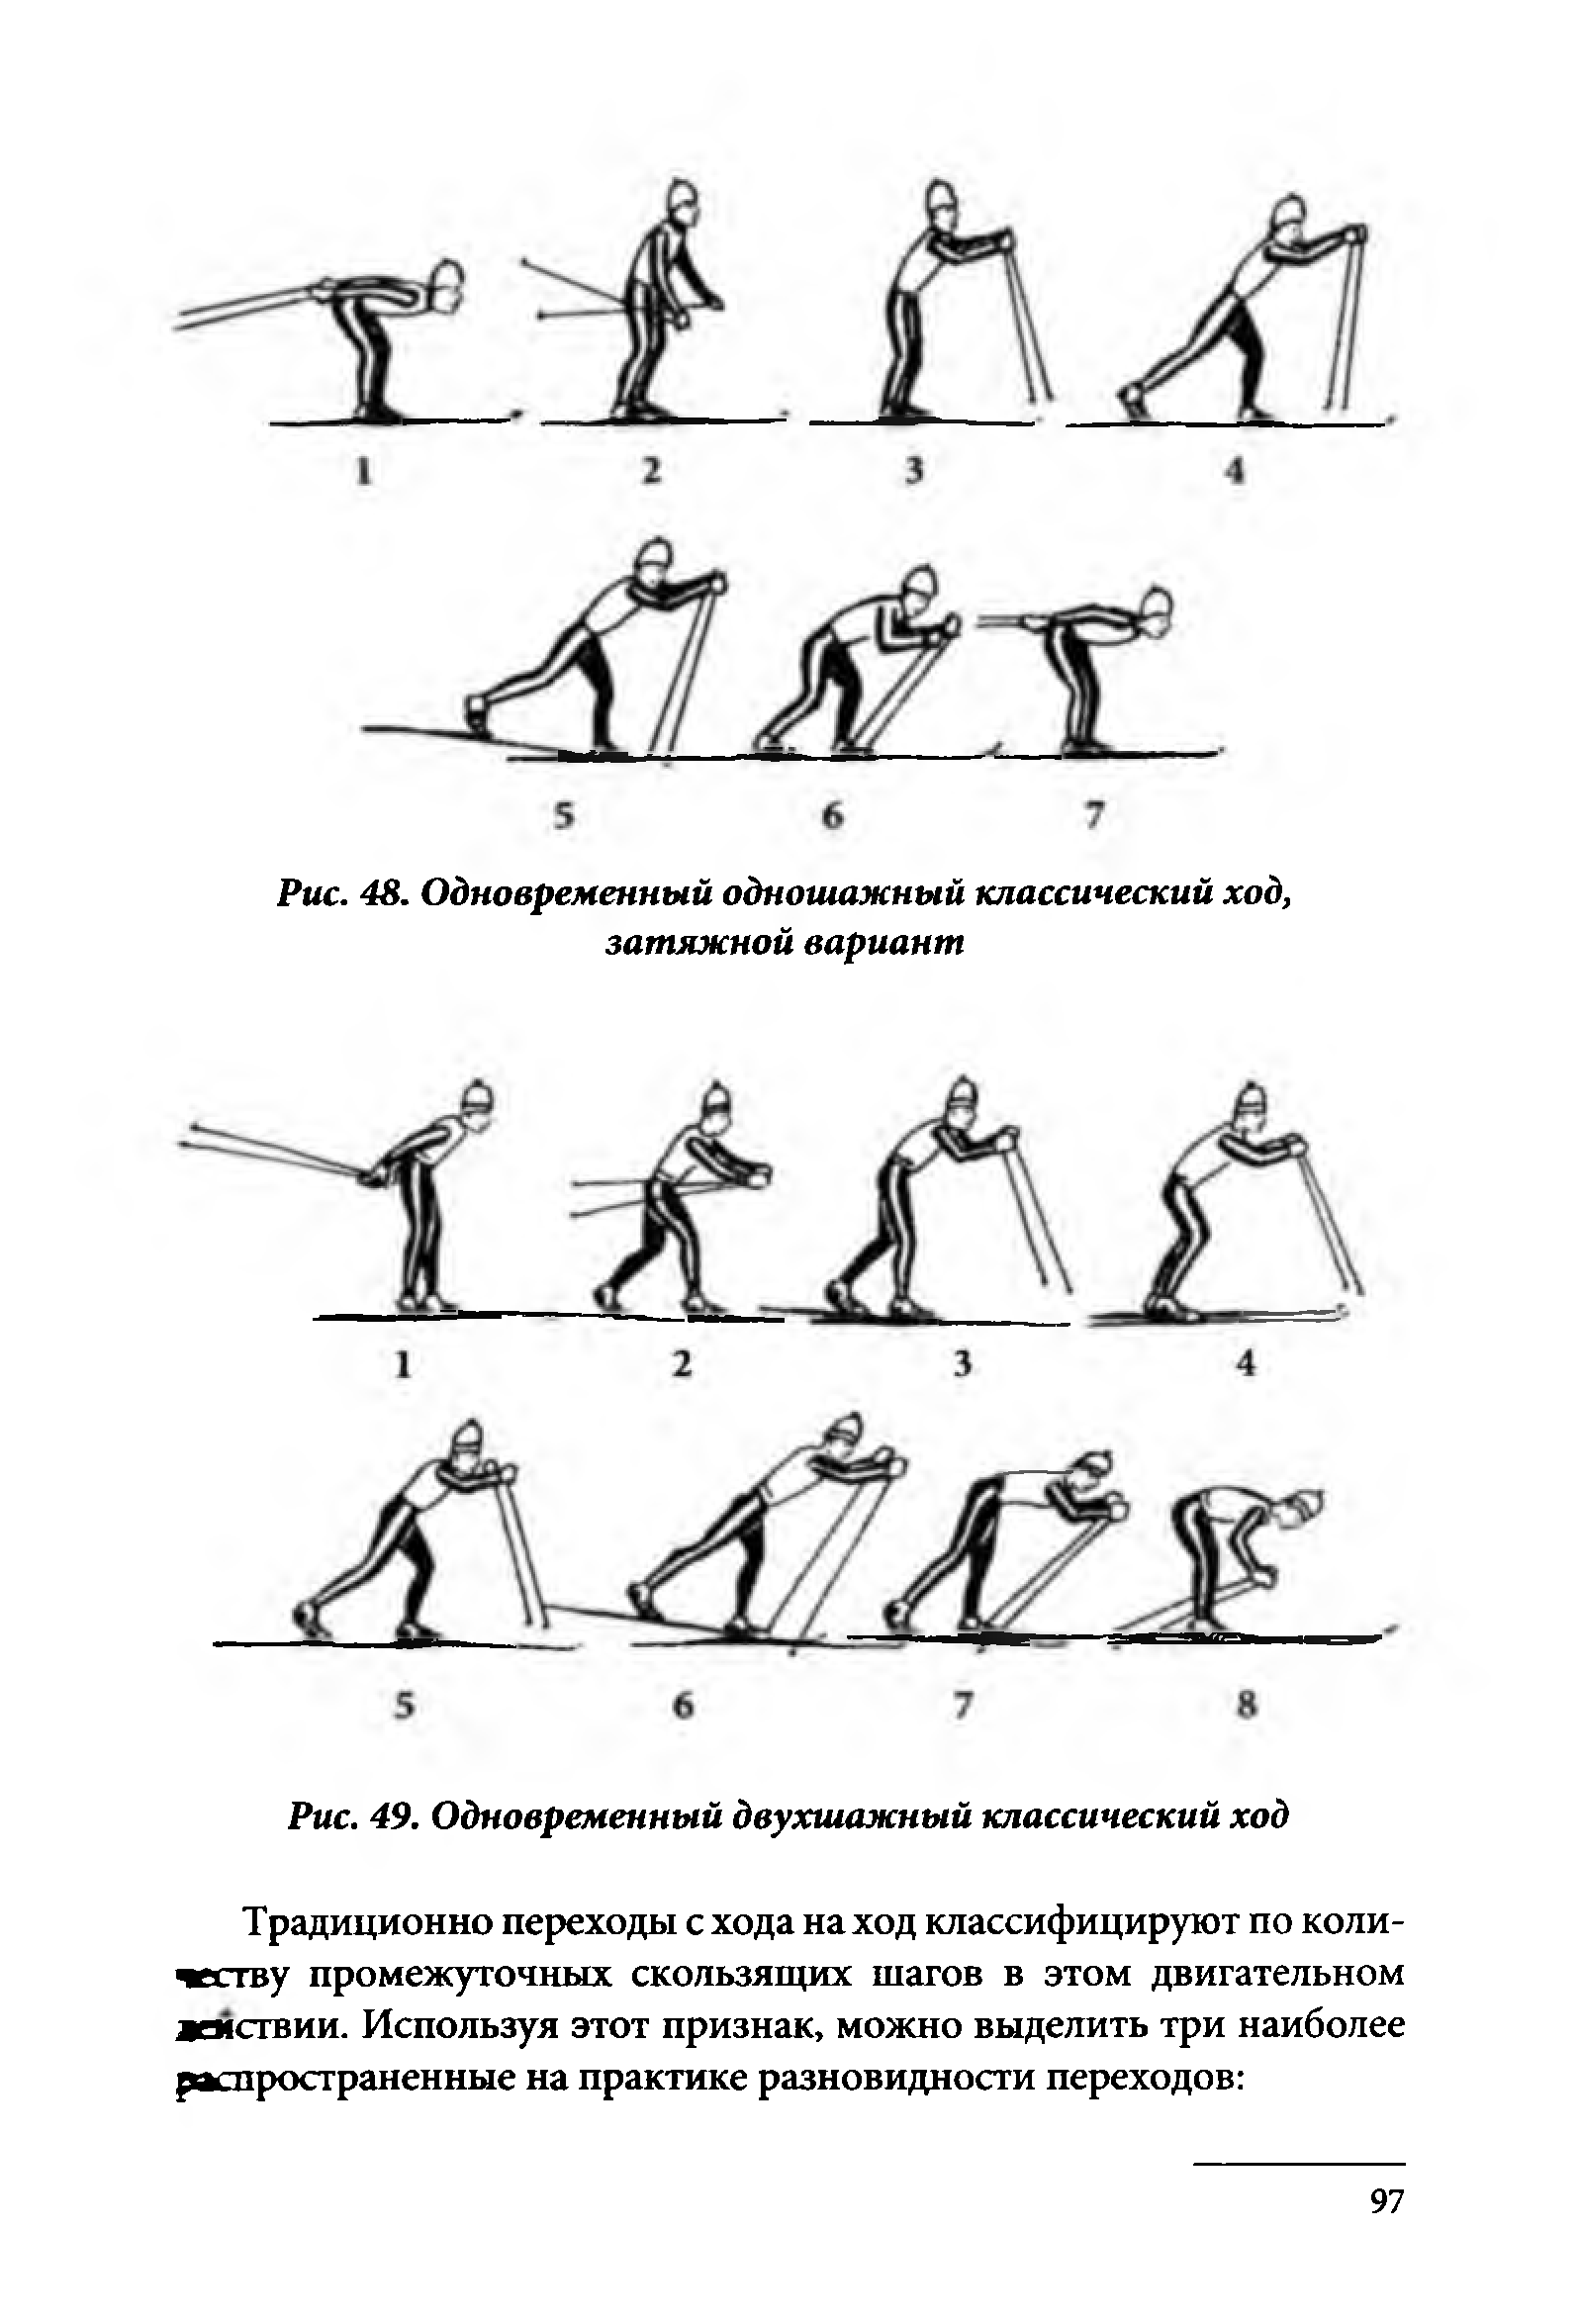 1 2 3 4
5 6 7
Рис. 48. Одновременный одношажный классический ход,
затяжной вариант
1 2 3 4
5 6 7 8
Рис. 49. Одновременный двухшажный классический ход
Традиционно переходы с хода на ход классифицируют по коли-
честву промежуточных скользящих шагов в этом двигательном
действии. Используя этот признак, можно выделить три наиболее
распространенные на практике разновидности переходов:
97